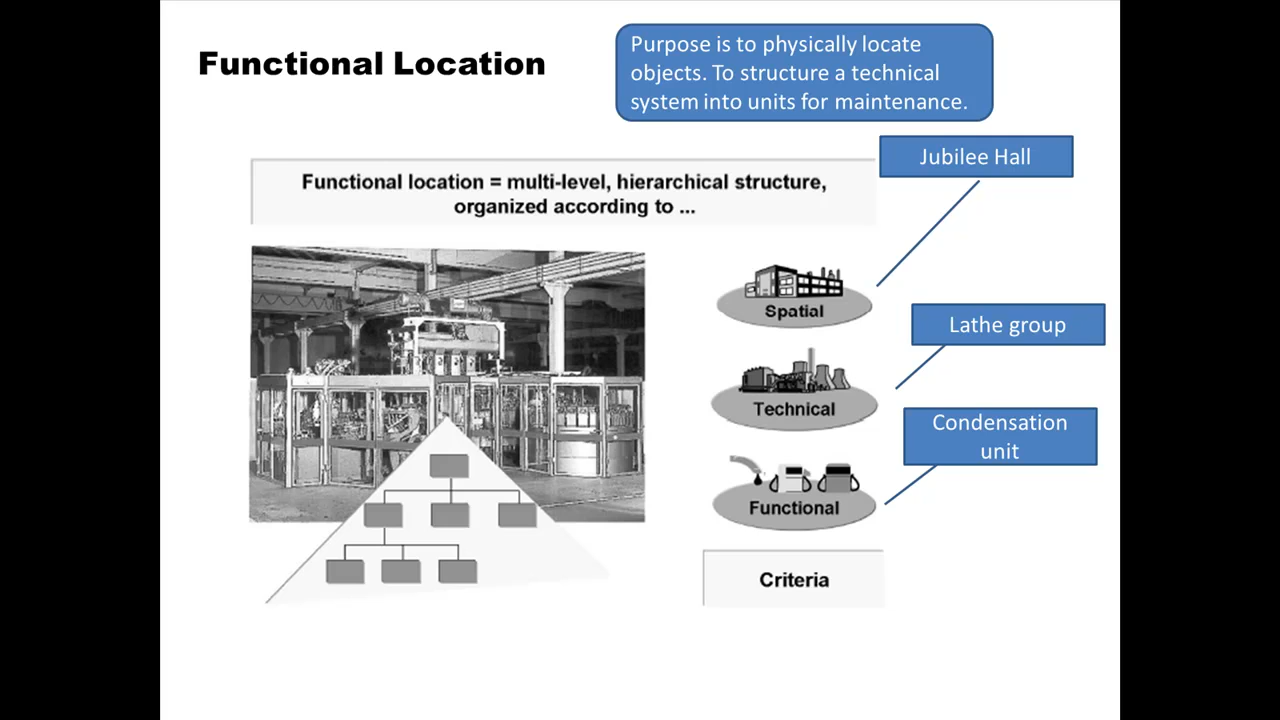 Functional Location
Purpose is to physically locate
objects. To structure a technical
system into units for maintenance.
Jubilee Hall
Functional location = multi-level, hierarchical structure,
organized according to ...
Spatial
Lathe group
Technical
Condensation
unit
Functional
Criteria